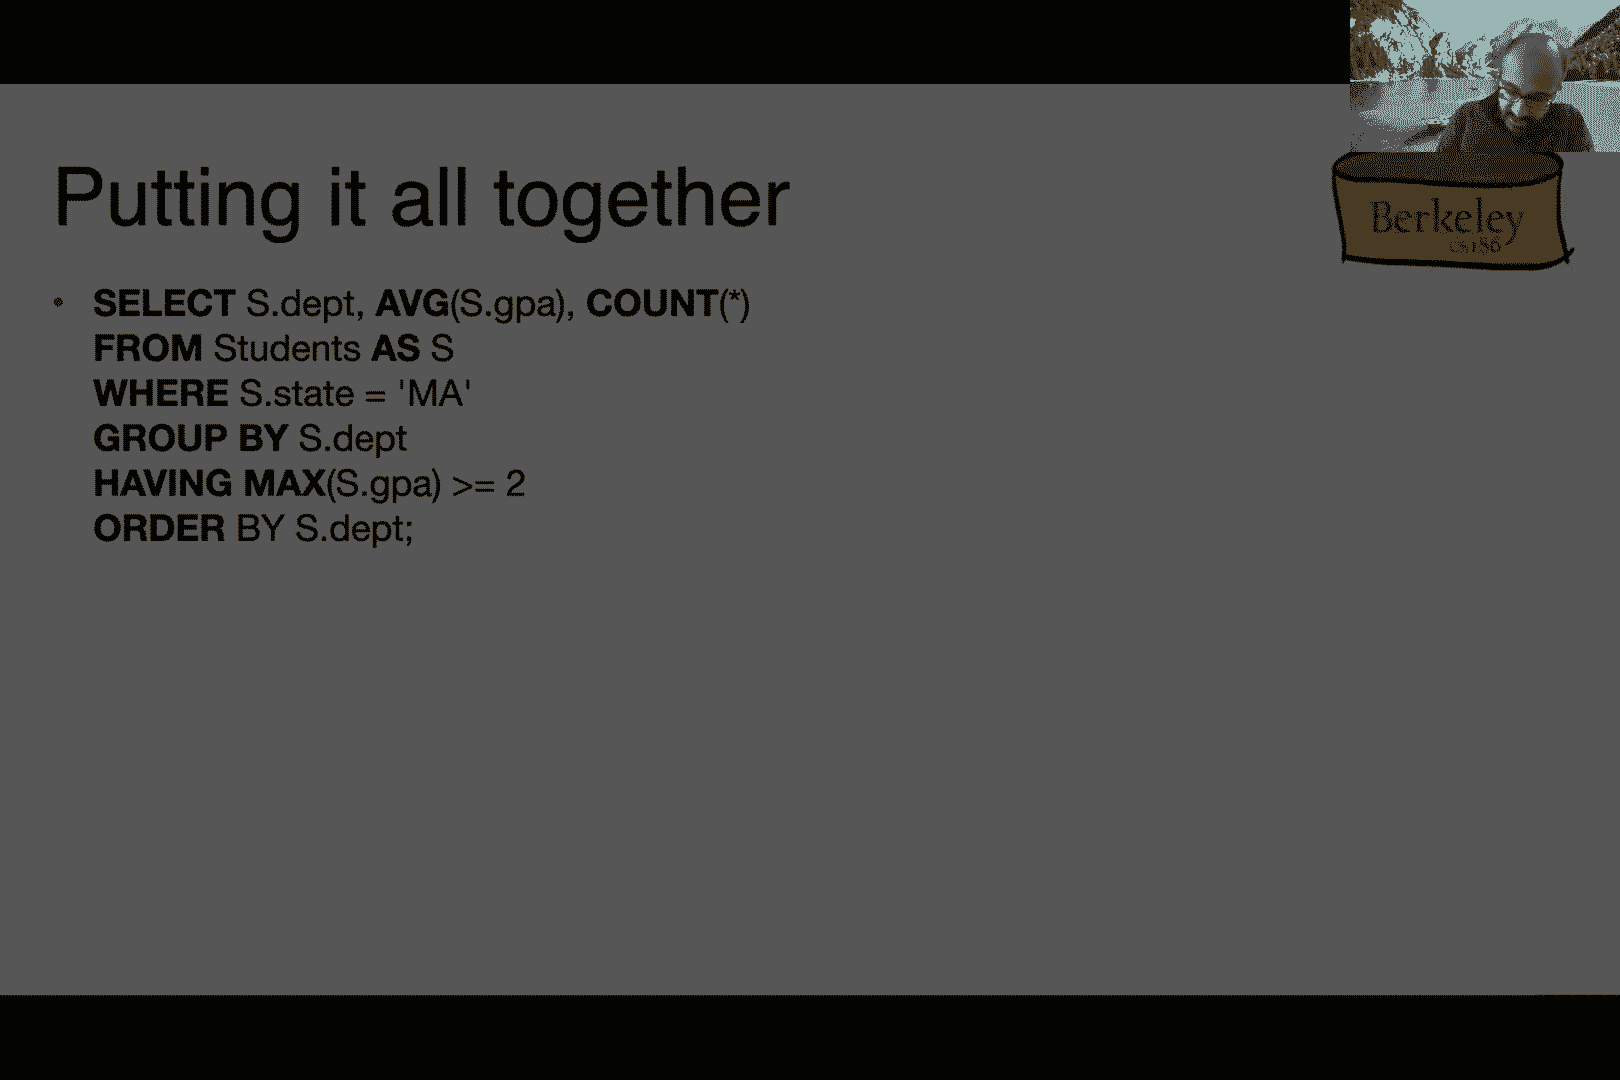 Putting it all together
Berkeley
cs186
• SELECT S.dept, AVG(S.gpa), COUNT(*)
FROM Students AS S
WHERE S.state = 'MA'
GROUP BY S.dept
HAVING MAX(S.gpa) >= 2
ORDER BY S.dept;